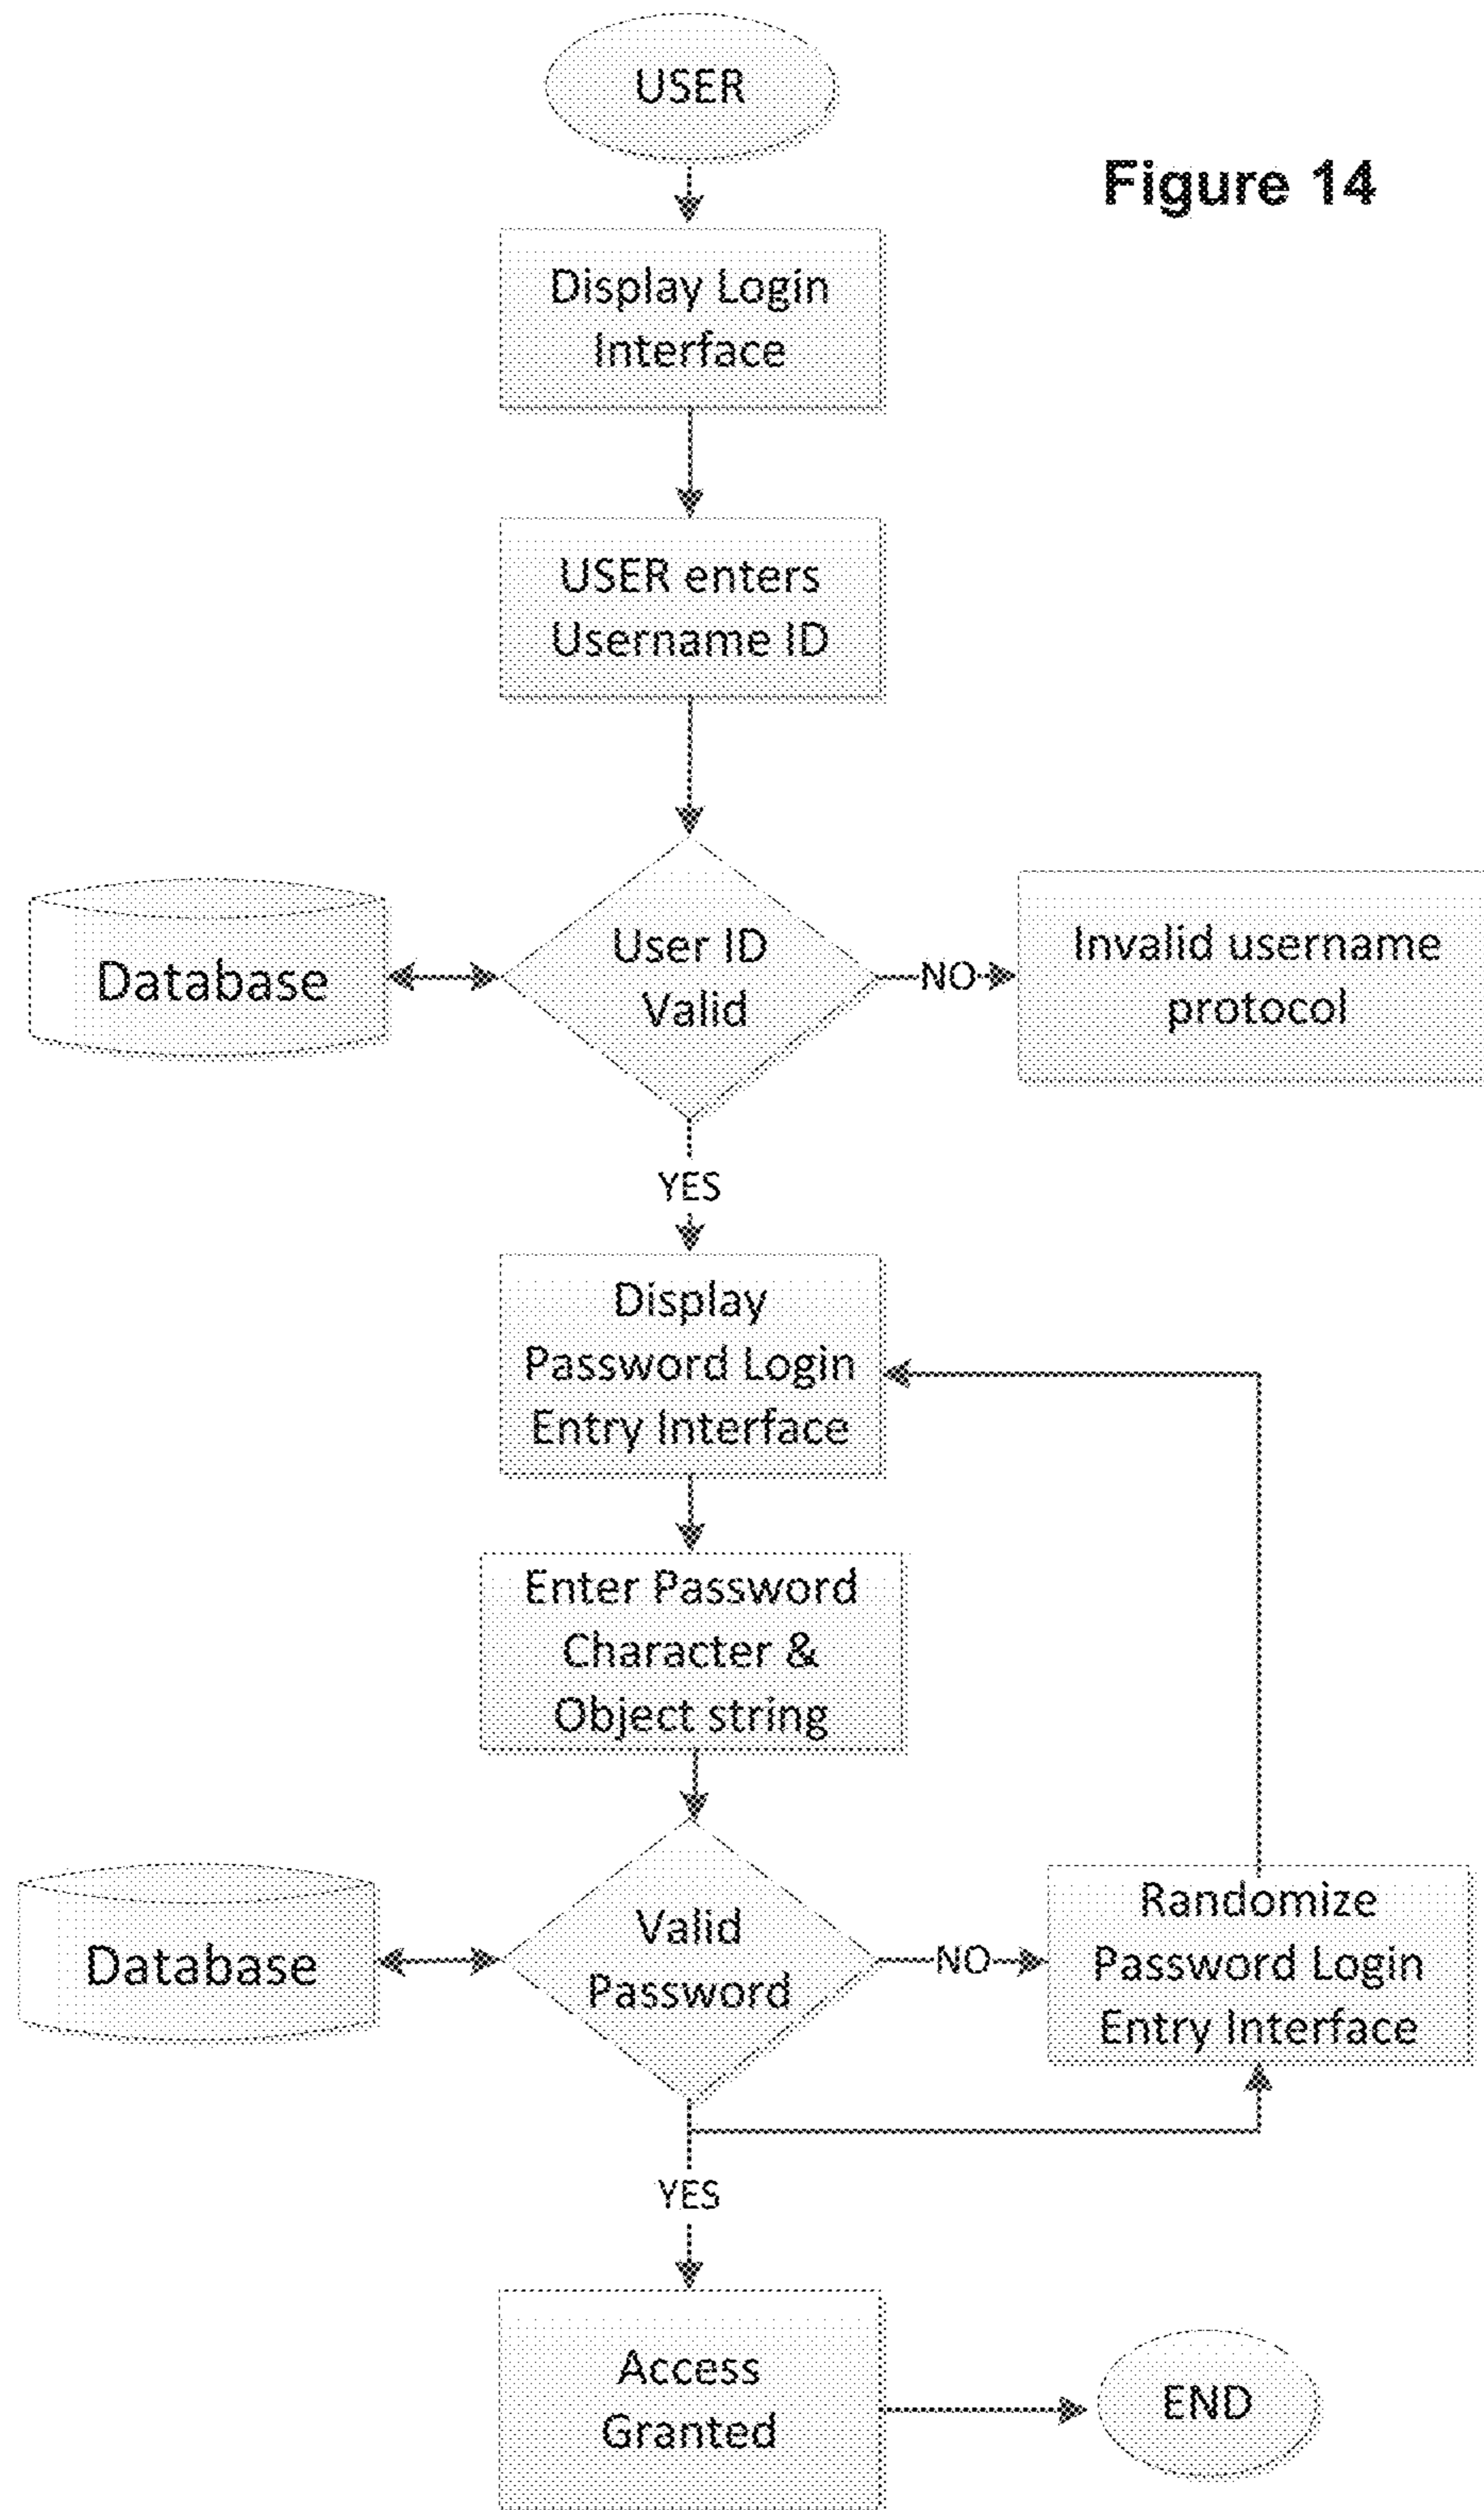 USER
Figure 14
Display Login
Interface
USER enters
Username ID
Database
User ID
Valid
NO
Invalid username
protocol
YES
Display
Password Login
Entry Interface
Enter Password
Character &
Object string
Database
Valid
Password
NO
Randomize
Password Login
Entry Interface
YES
Access
Granted
END